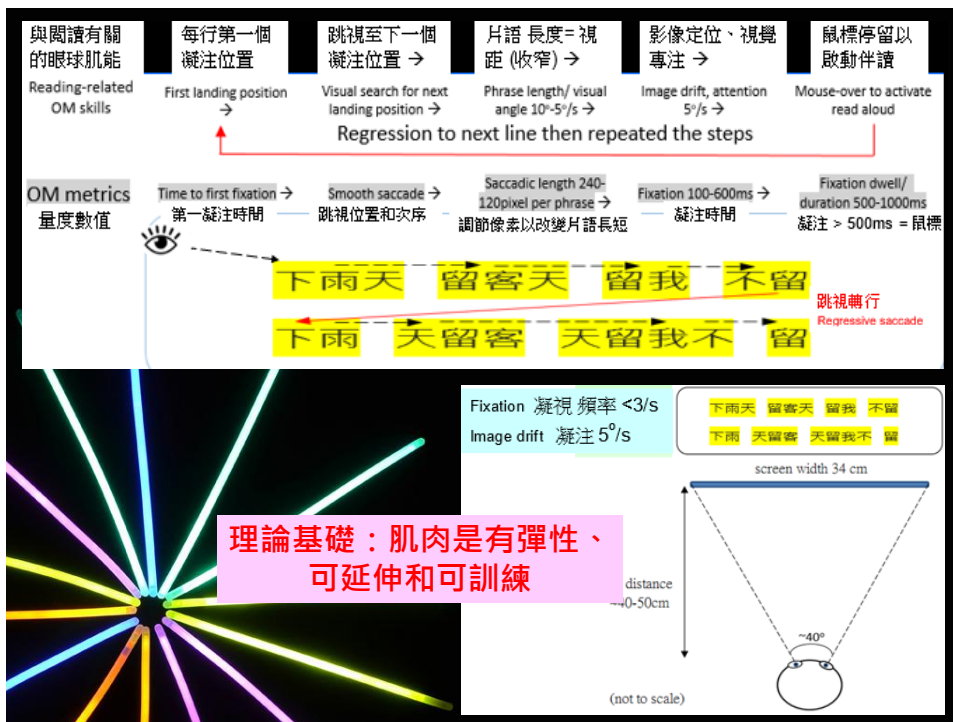 與閱讀有關
的眼球肌能
Reading-related
OM skills
每行第一個
凝注位置
First landing position
→
跳視至下一個
凝注位置 →
Visual search for next
landing position →
片語 長度= 視
距 (收窄) →
Phrase length/ visual
angle 10º-5º/s →
影像定位、視覺
專注 →
Image drift, attention
5º/s →
鼠標停留以
啟動伴讀
Mouse-over to activate
read aloud
Regression to next line then repeated the steps
OM metrics
量度數值
Time to first fixation →
第一凝注時間
Smooth saccade →
跳視位置和次序
Saccadic length 240-
120pixel per phrase →
調節像素以改變片語長短
Fixation 100-600ms →
凝注時間
Fixation dwell/
duration 500-1000ms
凝注 > 500ms = 鼠標
下雨天 留客天 留我 不留
跳視轉行
Regressive saccade
下雨 天留客 天留我不 留
Fixation 凝視 頻率 <3/s
Image drift 凝注 5º/s
下雨天 留客天 留我 不留
下雨 天留客 天留我不 留
screen width 34 cm
理論基礎：肌肉是有彈性、
可延伸和可訓練
distance
40-50cm
~40º
(not to scale)